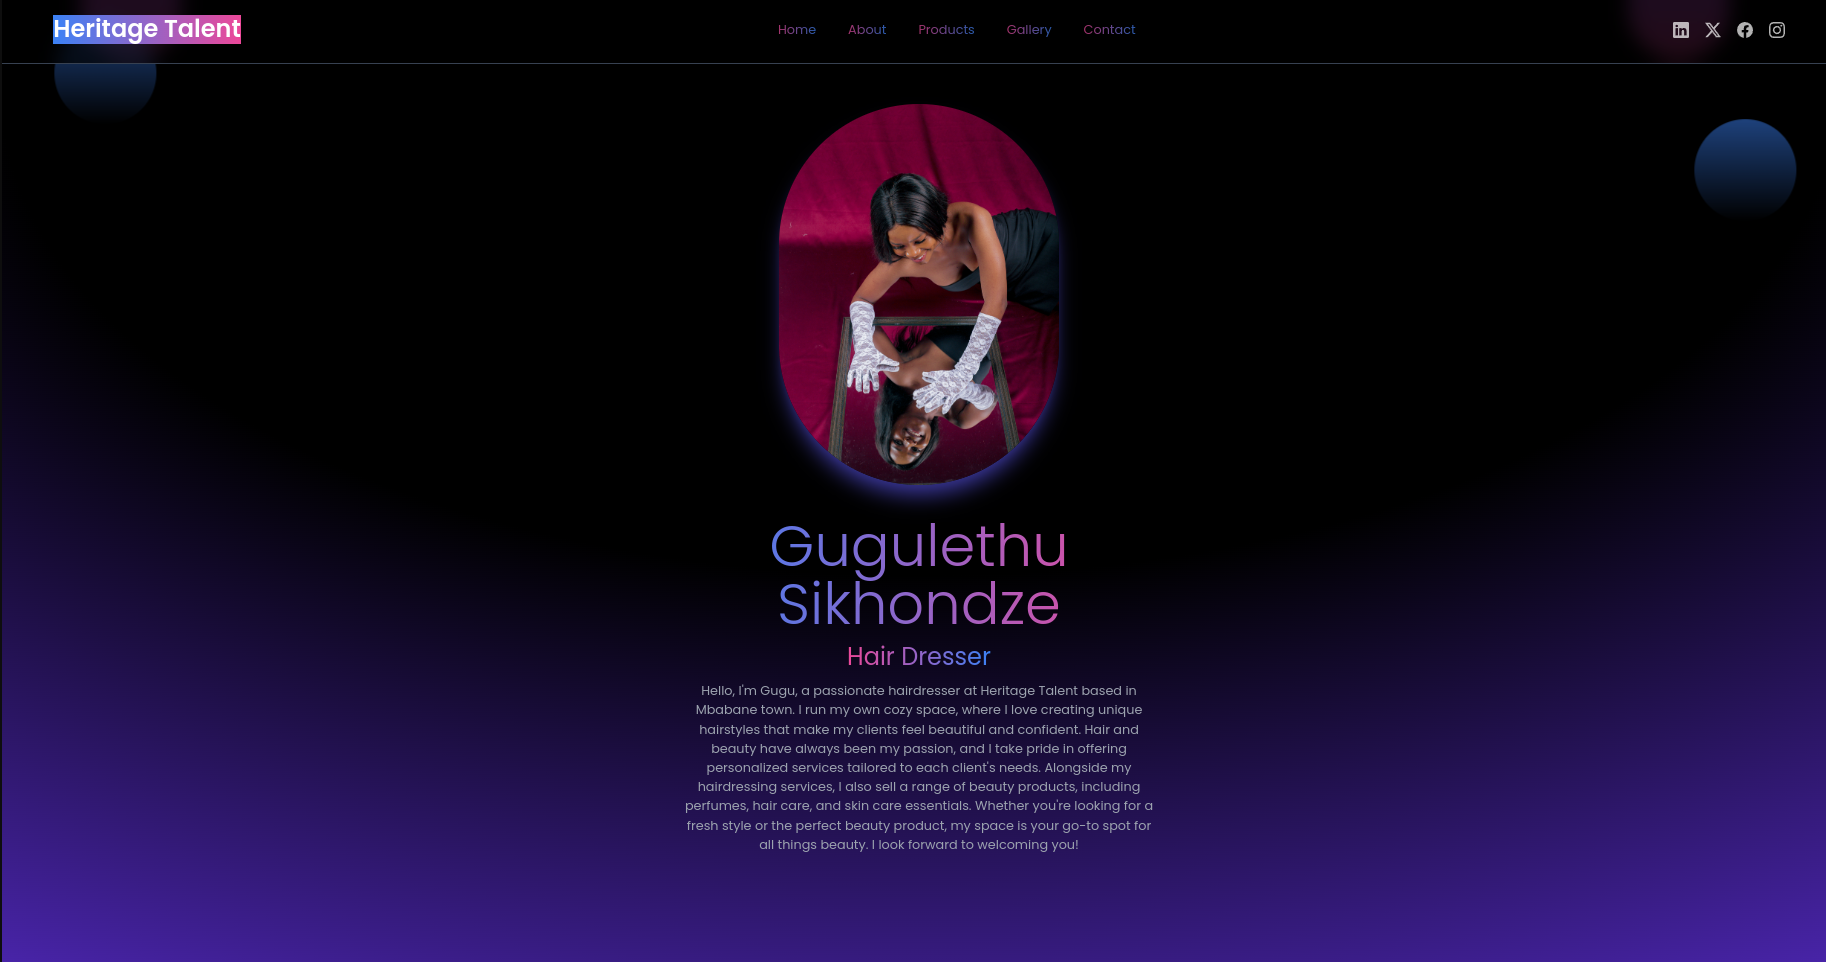 Heritage Talent
Home About Products Gallery Contact
Gugulethu
Sikhondze
Hair Dresser
Hello, I'm Gugu, a passionate hairdresser at Heritage Talent based in
Mbabane town. I run my own cozy space, where I love creating unique
hairstyles that make my clients feel beautiful and confident. Hair and
beauty have always been my passion, and I take pride in offering
personalized services tailored to each client's needs. Alongside my
hairdressing services, I also sell a range of beauty products, including
perfumes, hair care, and skin care essentials. Whether you're looking for a
fresh style or the perfect beauty product, my space is your go-to spot for
all things beauty. I look forward to welcoming you!